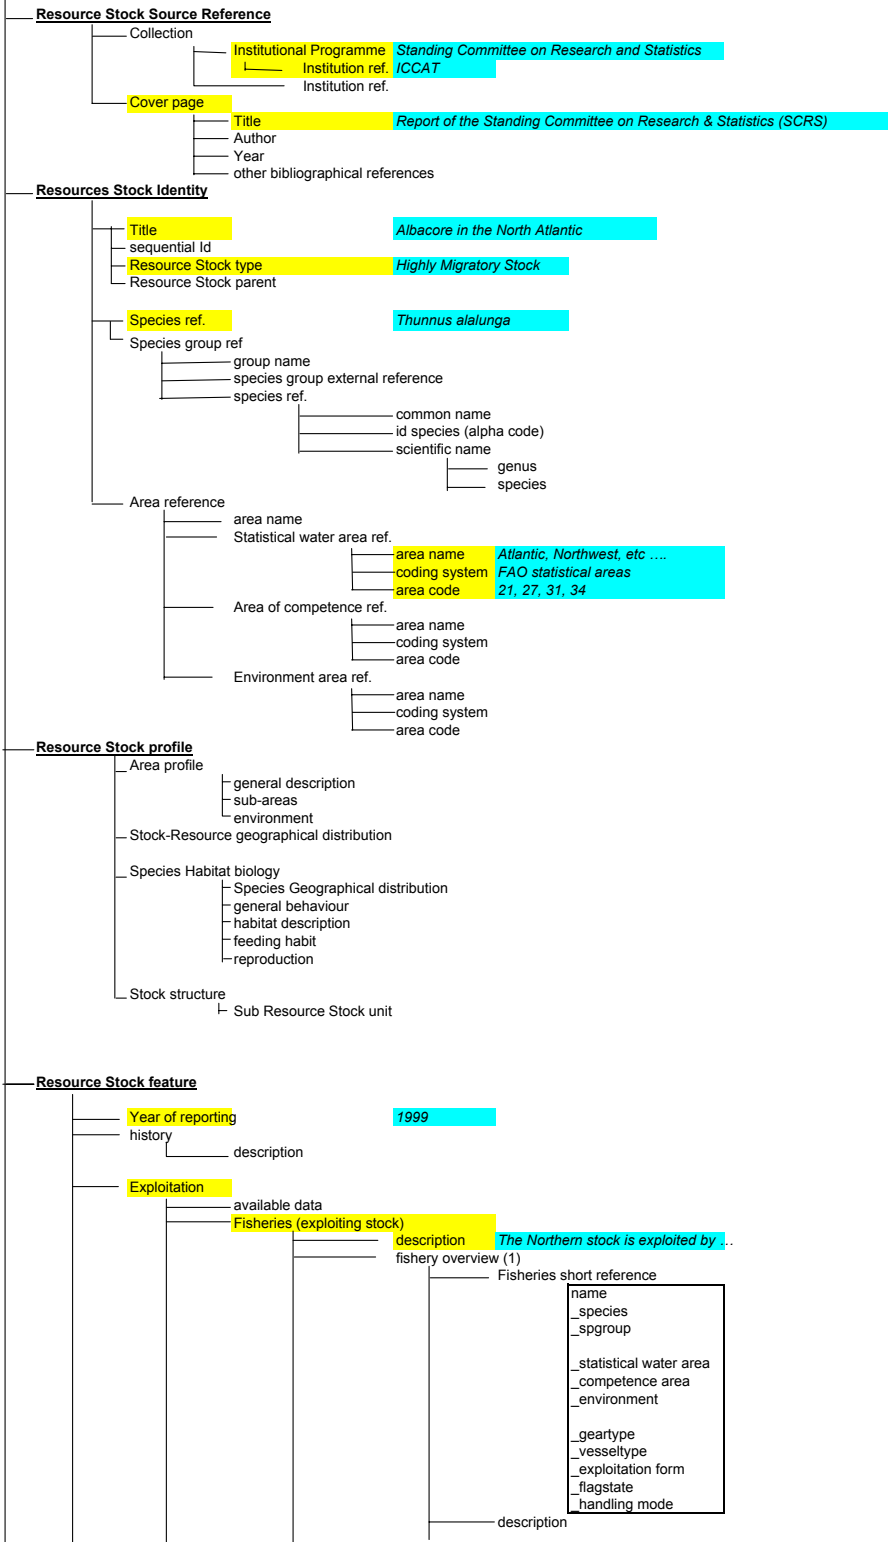 Resource Stock Source Reference
Collection
Institutional Programme Standing Committee on Research and Statistics
Institution ref. ICCAT
Institution ref.
Cover page
Title Report of the Standing Committee on Research & Statistics (SCRS)
Author
Year
other bibliographical references
Resources Stock Identity
Title Albacore in the North Atlantic
sequential Id
Resource Stock type Highly Migratory Stock
Resource Stock parent
Species ref. Thunnus alalunga
Species group ref
group name
species group external reference
species ref.
common name
id species (alpha code)
scientific name
genus
species
Area reference
area name
Statistical water area ref.
area name Atlantic, Northwest, etc ....
coding system FAO statistical areas
area code 21, 27, 31, 34
Area of competence ref.
area name
coding system
area code
Environment area ref.
area name
coding system
area code
Resource Stock profile
Area profile
general description
sub-areas
environment
Stock-Resource geographical distribution
Species Habitat biology
Species Geographical distribution
general behaviour
habitat description
feeding habit
reproduction
Stock structure
Sub Resource Stock unit
Resource Stock feature
Year of reporting 1999
history
description
Exploitation
available data
Fisheries (exploiting stock)
description The Northern stock is exploited by ...
fishery overview (1)
Fisheries short reference
name
_species
_spgroup
_statistical water area
_competence area
_environment
_geartype
_vesseltype
_exploitation form
_flagstate
_handling mode
description